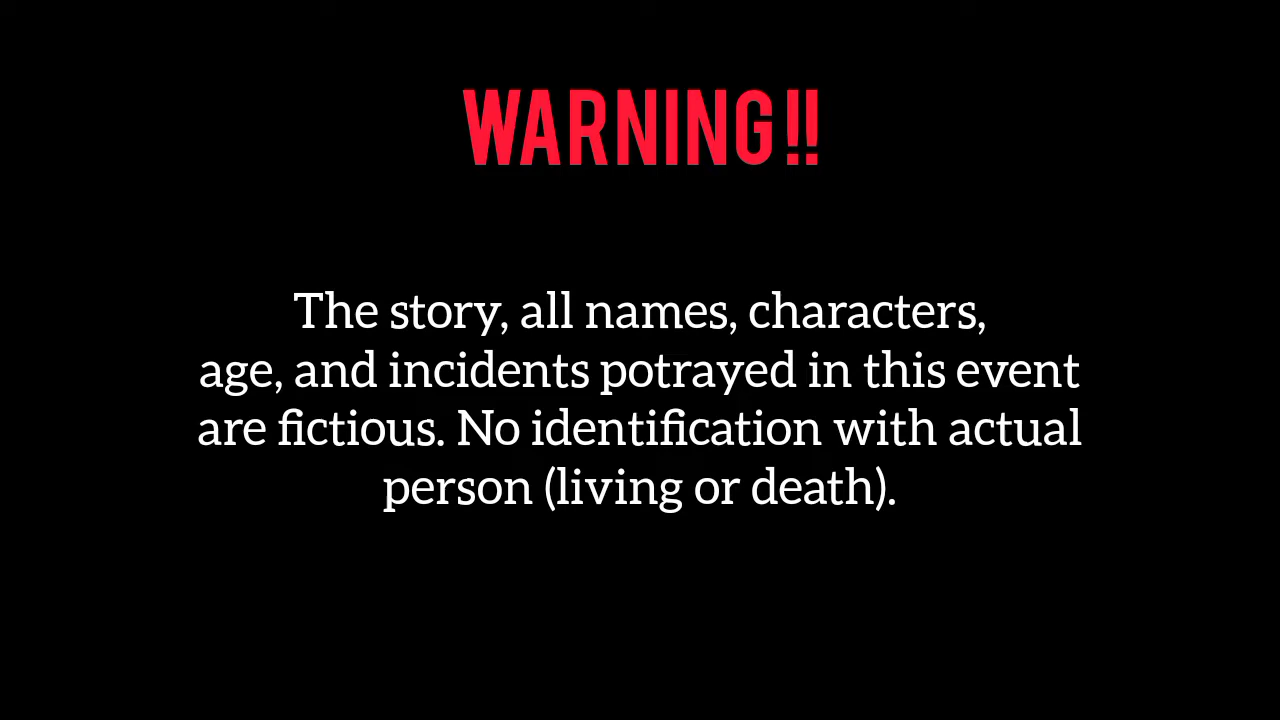 WARNING!!
The story, all names, characters,
age, and incidents potrayed in this event
are fictious. No identification with actual
person (living or death).